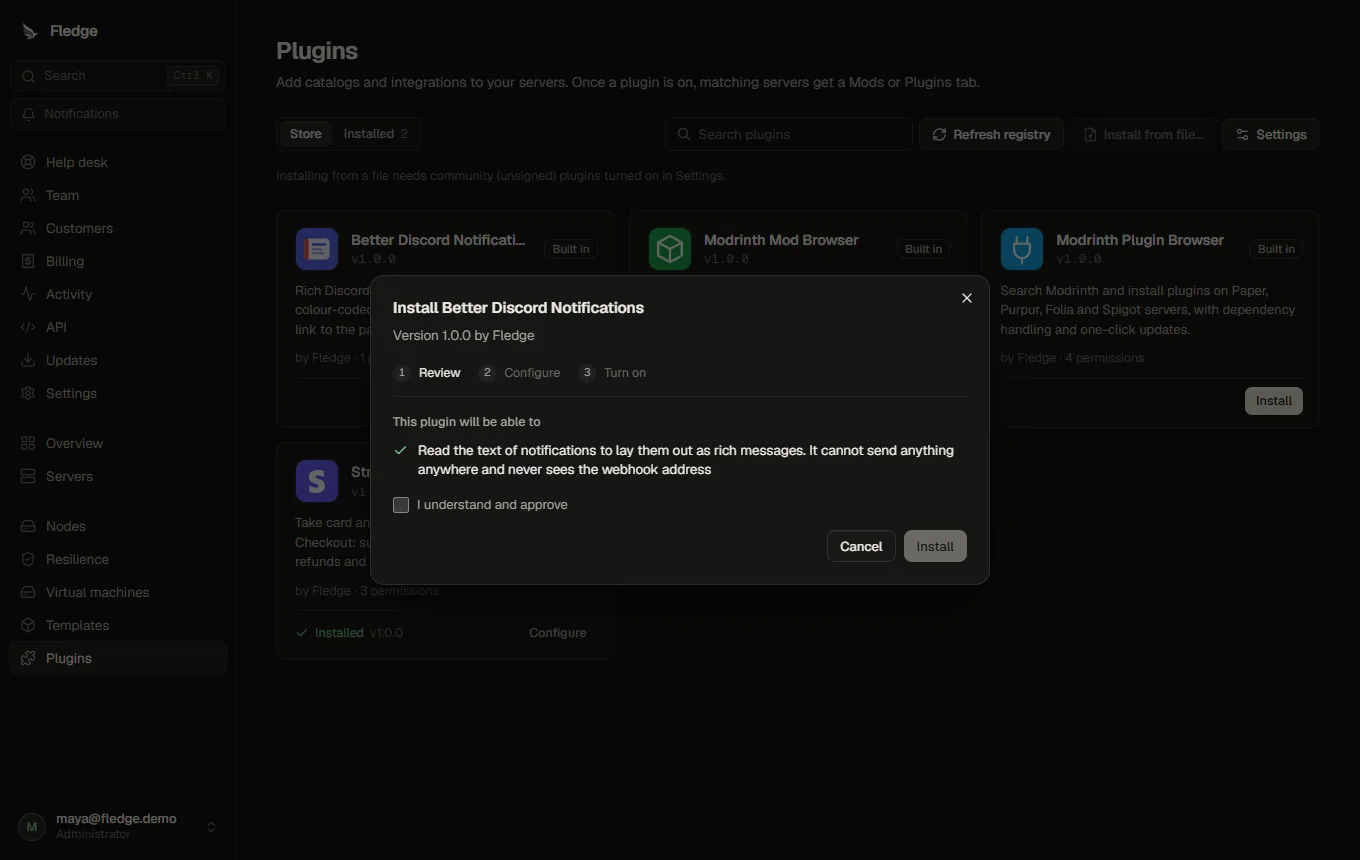 Fledge
Search
Ctrl K
Notifications
Help desk
Team
Customers
Billing
Activity
API
Updates
Settings
Overview
Servers
Nodes
Resilience
Virtual machines
Templates
Plugins
M
maya@fledge.demo
Administrator
Plugins
Add catalogs and integrations to your servers. Once a plugin is on, matching servers get a Mods or Plugins tab.
Store
Installed 2
Search plugins
Refresh registry
Install from file...
Settings
Installing from a file needs community (unsigned) plugins turned on in Settings.
Better Discord Notificati...
v1.0.0
Built in
Rich Discord
colour-coded
link to the pa
by Fledge · 1 p
Modrinth Mod Browser
v1.0.0
Built in
Modrinth Plugin Browser
v1.0.0
Built in
Search Modrinth and install plugins on Paper,
Purpur, Folia and Spigot servers, with dependency
handling and one-click updates.
by Fledge · 4 permissions
Install
S
Str
v1.
Take card an
Checkout: su
refunds and
by Fledge · 3 permissions
Installed v1.0.0
Configure
Install Better Discord Notifications
Version 1.0.0 by Fledge
1 Review
2 Configure
3 Turn on
This plugin will be able to
Read the text of notifications to lay them out as rich messages. It cannot send anything
anywhere and never sees the webhook address
I understand and approve
Cancel
Install